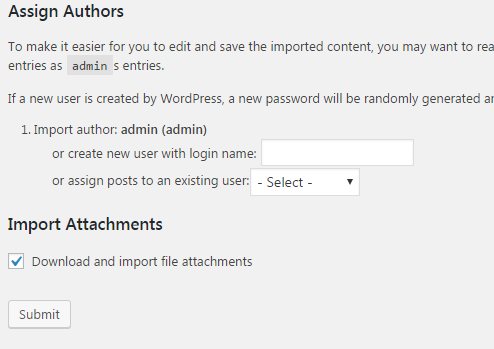 Assign Authors
To make it easier for you to edit and save the imported content, you may want to rea
entries as admin s entries.
If a new user is created by WordPress, a new password will be randomly generated an
1. Import author: admin (admin)
or create new user with login name:
or assign posts to an existing user: - Select -
Import Attachments
Download and import file attachments
Submit